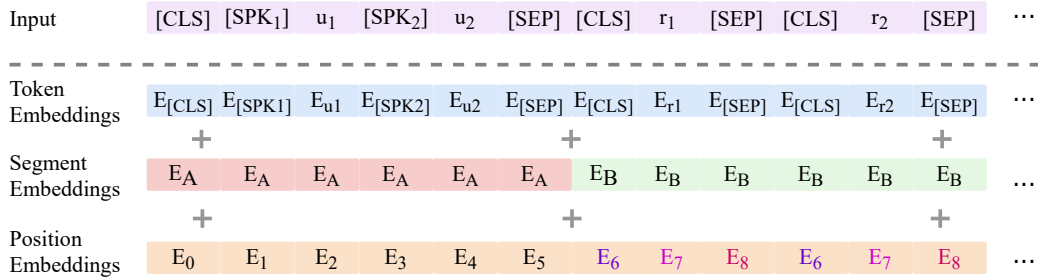 Input [CLS] [SPK₁] u₁ [SPK₂] u₂ [SEP] [CLS] r₁ [SEP] [CLS] r₂ [SEP] ...
Token
Embeddings E[CLS] E[SPK1] Eu1 E[SPK2] Eu2 E[SEP] E[CLS] Er1 E[SEP] E[CLS] Er2 E[SEP] ...
+ + +
Segment
Embeddings EA EA EA EA EA EA EB EB EB EB EB EB ...
+ + +
Position
Embeddings E₀ E₁ E₂ E₃ E₄ E₅ E₆ E₇ E₈ E₆ E₇ E₈ ...